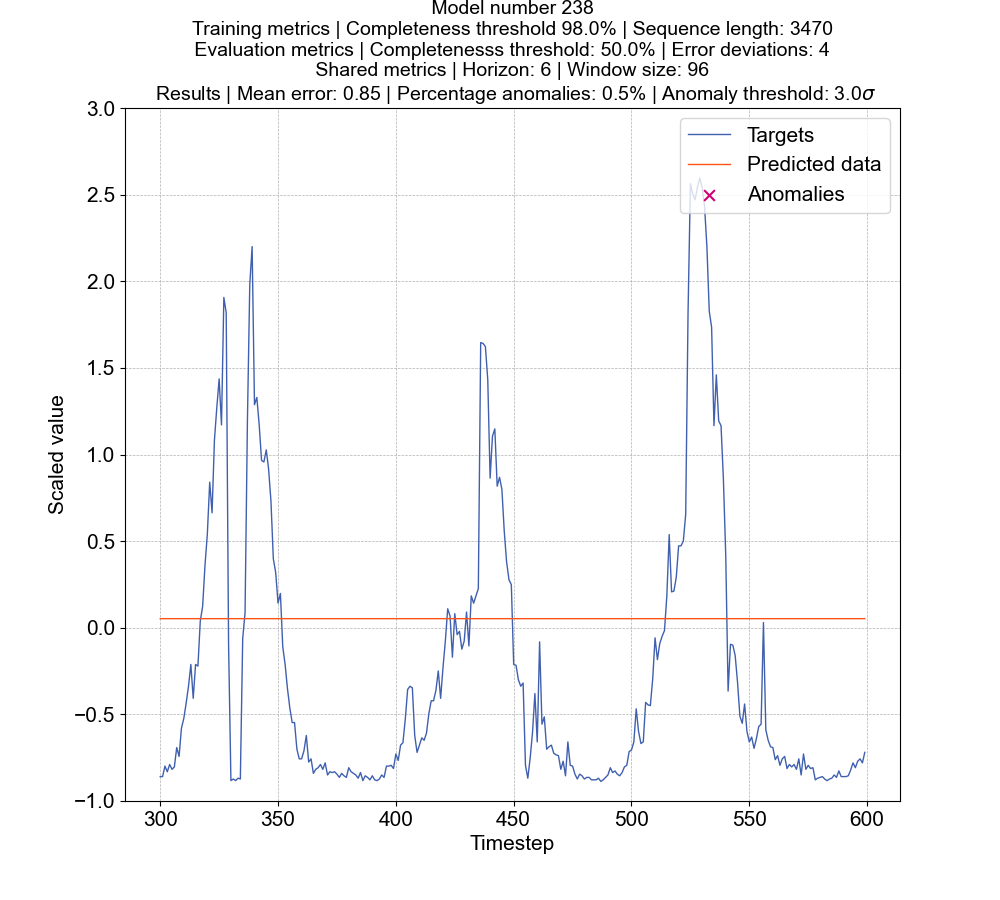 Model number 238
Training metrics | Completeness threshold 98.0% | Sequence length: 3470
Evaluation metrics | Completenesss threshold: 50.0% | Error deviations: 4
Shared metrics | Horizon: 6 | Window size: 96
Results | Mean error: 0.85 | Percentage anomalies: 0.5% | Anomaly threshold: 3.0σ
3.0
2.5
2.0
1.5
1.0
0.5
0.0
−0.5
−1.0
Scaled value
Targets
Predicted data
Anomalies
300
350
400
450
500
550
600
Timestep